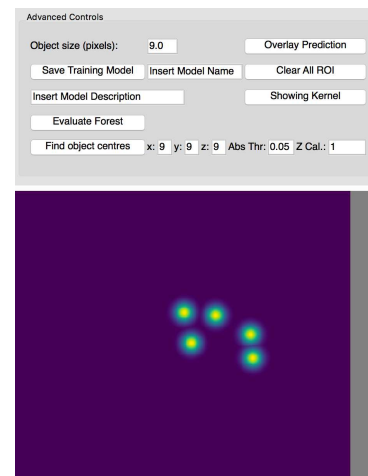 Advanced Controls
Object size (pixels): 9.0 Overlay Prediction
Save Training Model Insert Model Name Clear All ROI
Insert Model Description Showing Kernel
Evaluate Forest
Find object centres x: 9 y: 9 z: 9 Abs Thr: 0.05 Z Cal.: 1